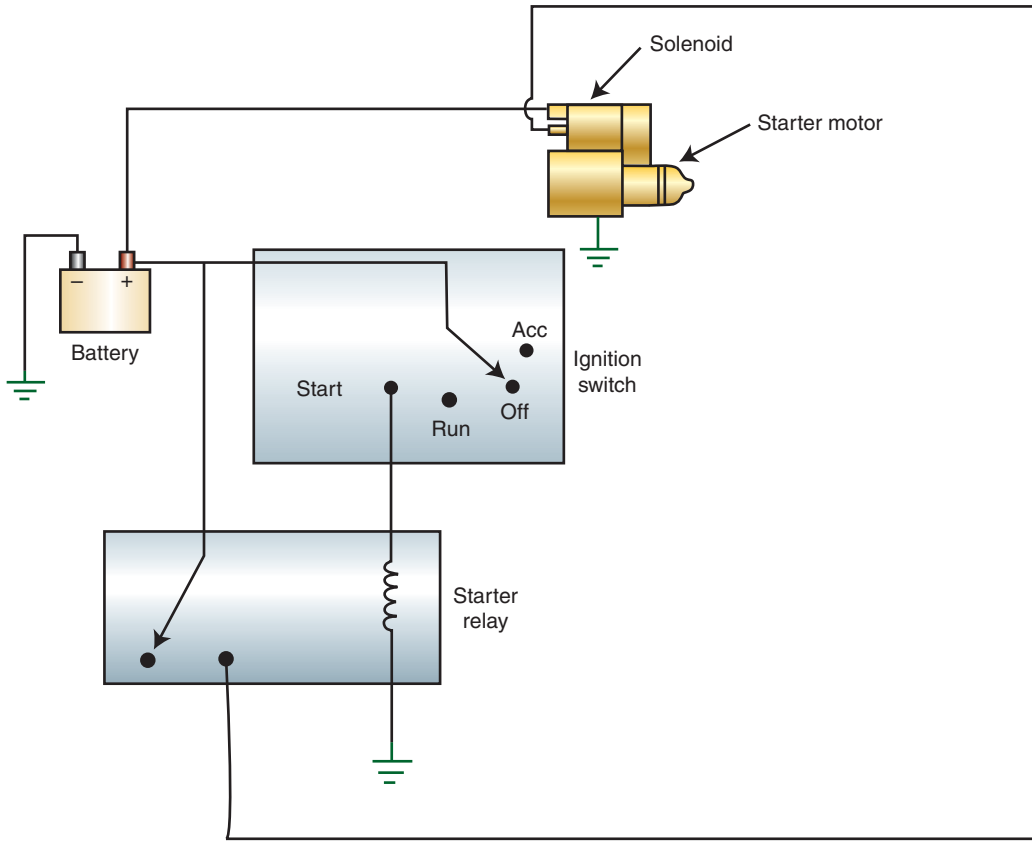 Solenoid
Starter motor
− +
Battery
Acc
Ignition
switch
Start
Off
Run
Starter
relay